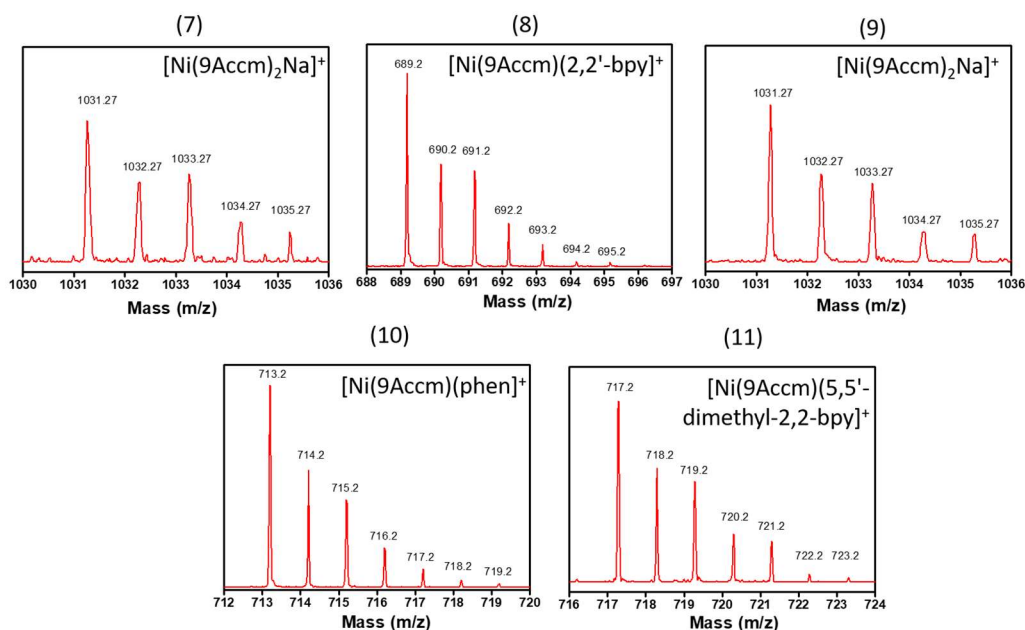 (7)
[Ni(9Accm)₂Na]⁺
1031.27
1032.27
1033.27
1034.27
1035.27
1030 1031 1032 1033 1034 1035 1036
Mass (m/z)
(8)
[Ni(9Accm)(2,2'-bpy]⁺
689.2
690.2
691.2
692.2
693.2
694.2
695.2
688 689 690 691 692 693 694 695 696 697
Mass (m/z)
(9)
[Ni(9Accm)₂Na]⁺
1031.27
1032.27
1033.27
1034.27
1035.27
1030 1031 1032 1033 1034 1035 1036
Mass (m/z)
(10)
[Ni(9Accm)(phen]⁺
713.2
714.2
715.2
716.2
717.2
718.2
719.2
712 713 714 715 716 717 718 719 720
Mass (m/z)
(11)
[Ni(9Accm)(5,5'-
dimethyl-2,2-bpy]⁺
717.2
718.2
719.2
720.2
721.2
722.2
723.2
716 717 718 719 720 721 722 723 724
Mass (m/z)